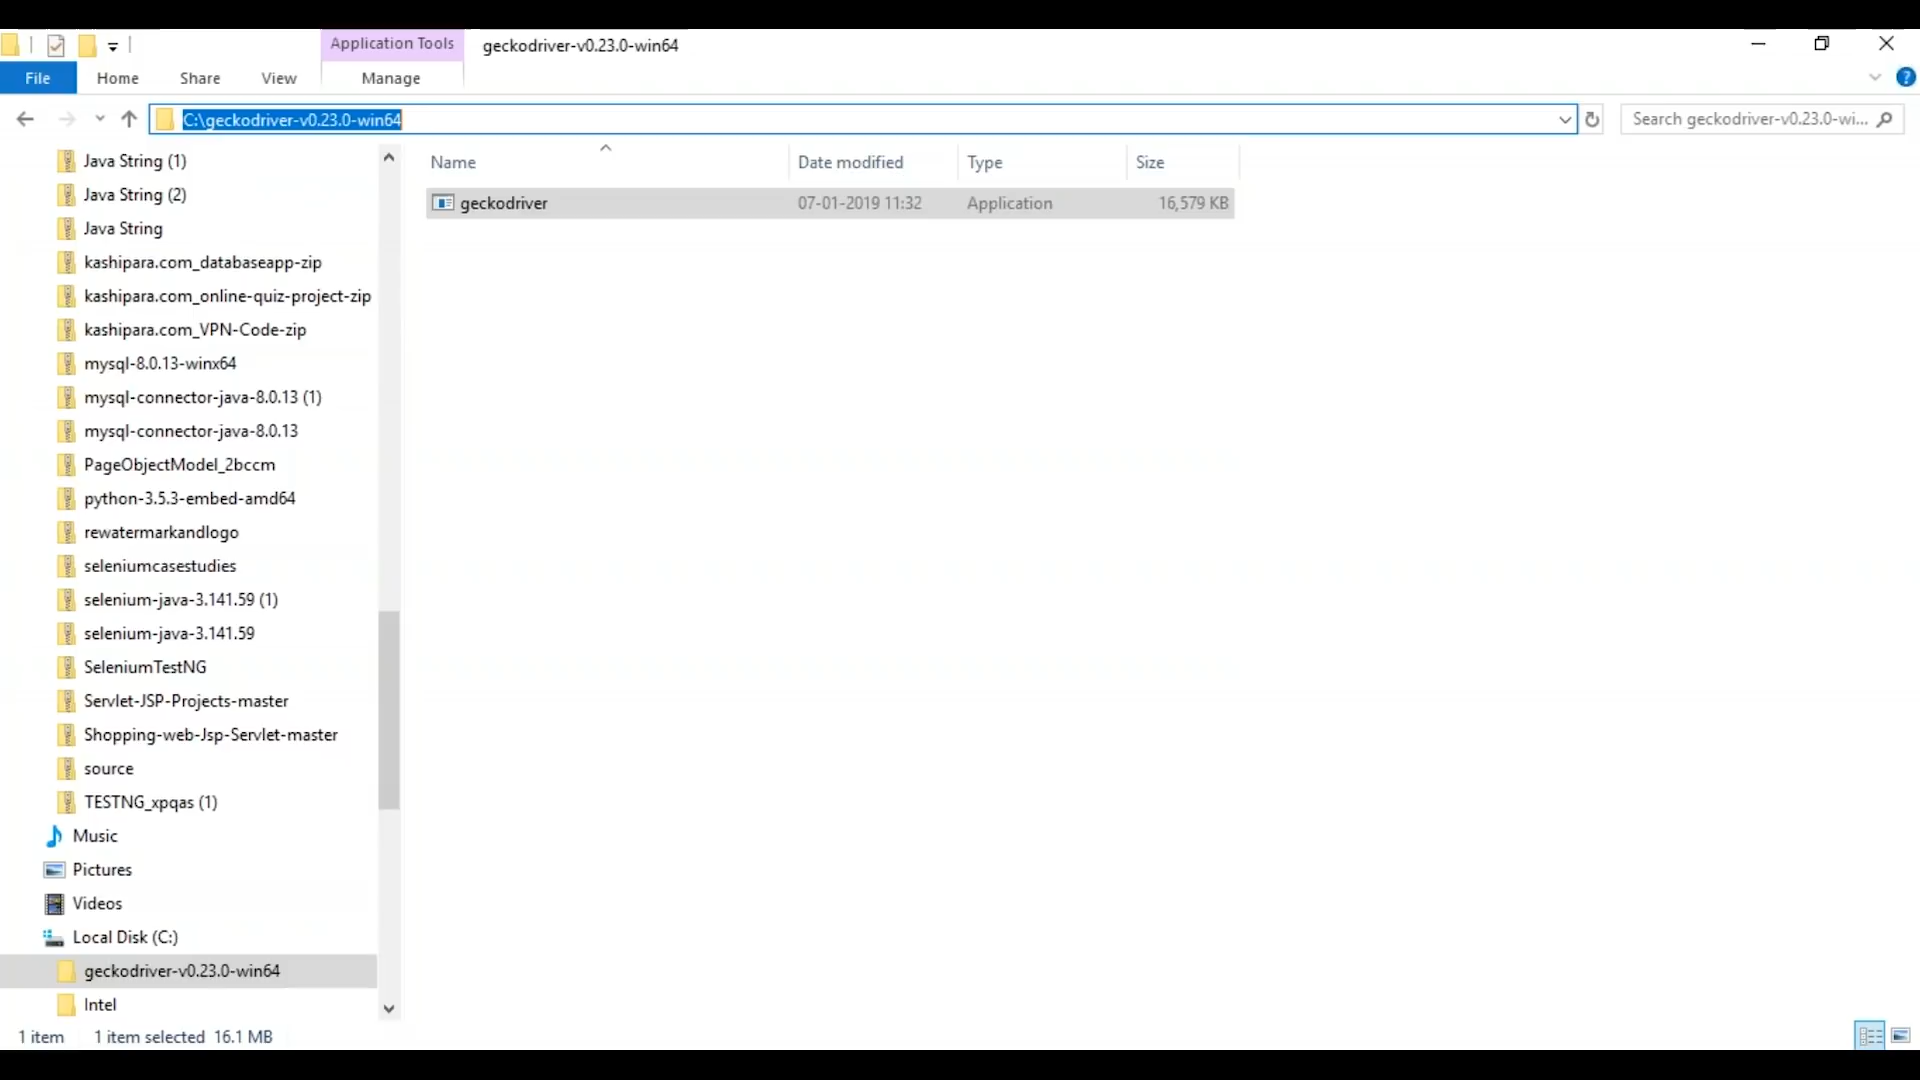 Application Tools
geckodriver-v0.23.0-win64
File
Home
Share
View
Manage
C:\geckodriver-v0.23.0-win64
Search geckodriver-v0.23.0-wi...
Name
Date modified
Type
Size
geckodriver
07-01-2019 11:32
Application
16,579 KB
Java String (1)
Java String (2)
Java String
kashipara.com_databaseapp-zip
kashipara.com_online-quiz-project-zip
kashipara.com_VPN-Code-zip
mysql-8.0.13-winx64
mysql-connector-java-8.0.13 (1)
mysql-connector-java-8.0.13
PageObjectModel_2bccm
python-3.5.3-embed-amd64
rewatermarkandlogo
seleniumcasestudies
selenium-java-3.141.59 (1)
selenium-java-3.141.59
SeleniumTestNG
Servlet-JSP-Projects-master
Shopping-web-Jsp-Servlet-master
source
TESTNG_xpqas (1)
Music
Pictures
Videos
Local Disk (C:)
geckodriver-v0.23.0-win64
Intel
1 item
1 item selected 16.1 MB